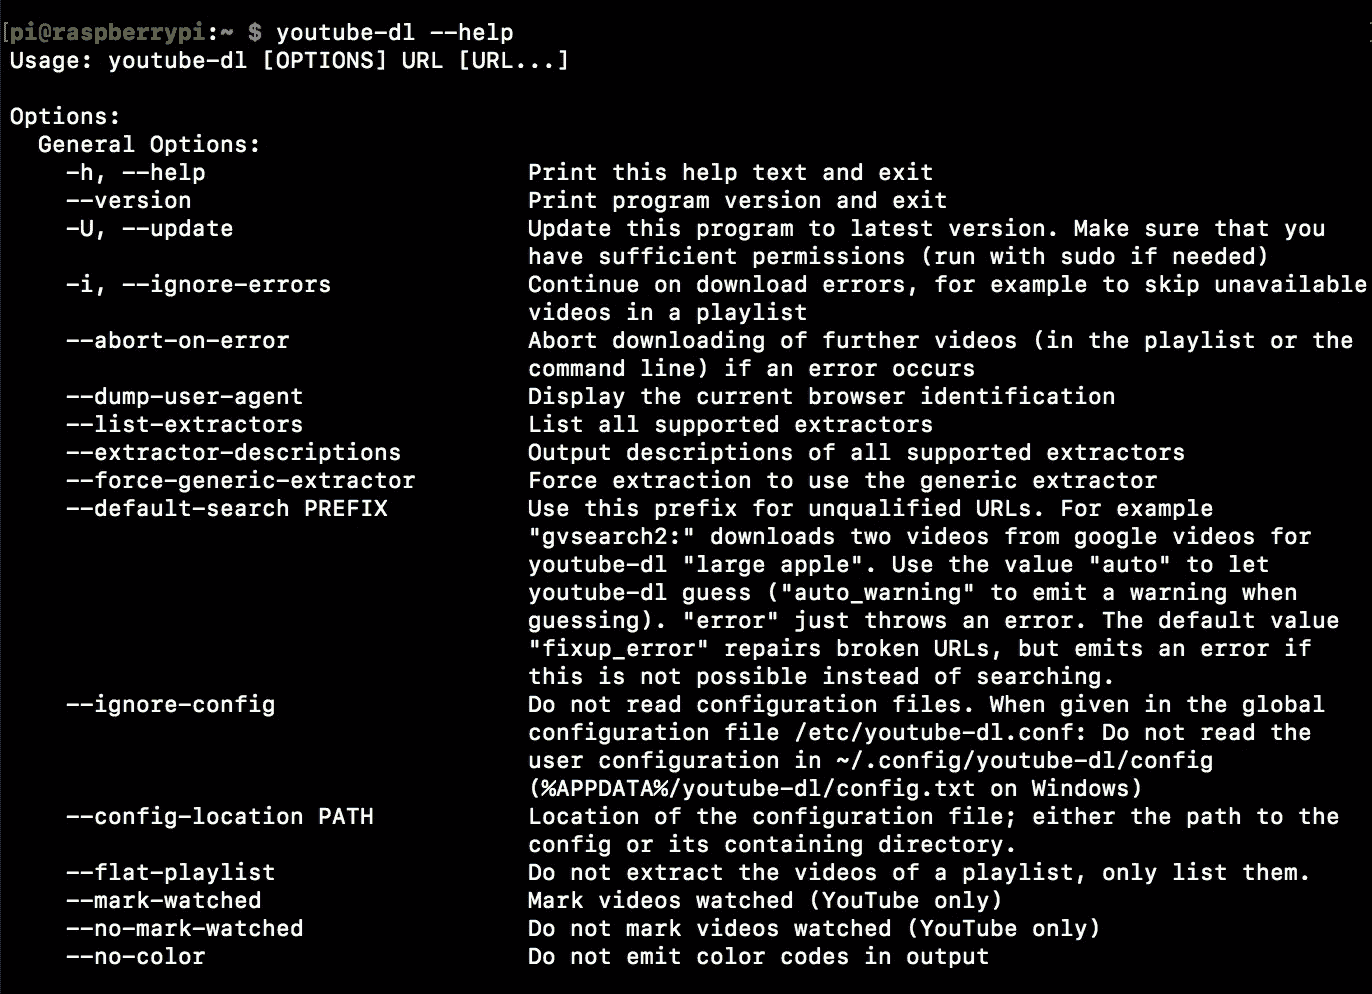 [pi@raspberrypi:~ $ youtube-dl --help
Usage: youtube-dl [OPTIONS] URL [URL...]
Options:
General Options:
-h, --help Print this help text and exit
--version Print program version and exit
-U, --update Update this program to latest version. Make sure that you
have sufficient permissions (run with sudo if needed)
-i, --ignore-errors Continue on download errors, for example to skip unavailable
videos in a playlist
--abort-on-error Abort downloading of further videos (in the playlist or the
command line) if an error occurs
--dump-user-agent Display the current browser identification
--list-extractors List all supported extractors
--extractor-descriptions Output descriptions of all supported extractors
--force-generic-extractor Force extraction to use the generic extractor
--default-search PREFIX Use this prefix for unqualified URLs. For example
"gvsearch2:" downloads two videos from google videos for
youtube-dl "large apple". Use the value "auto" to let
youtube-dl guess ("auto_warning" to emit a warning when
guessing). "error" just throws an error. The default value
"fixup_error" repairs broken URLs, but emits an error if
this is not possible instead of searching.
--ignore-config Do not read configuration files. When given in the global
configuration file /etc/youtube-dl.conf: Do not read the
user configuration in ~/.config/youtube-dl/config
(%APPDATA%/youtube-dl/config.txt on Windows)
--config-location PATH Location of the configuration file; either the path to the
config or its containing directory.
--flat-playlist Do not extract the videos of a playlist, only list them.
--mark-watched Mark videos watched (YouTube only)
--no-mark-watched Do not mark videos watched (YouTube only)
--no-color Do not emit color codes in output